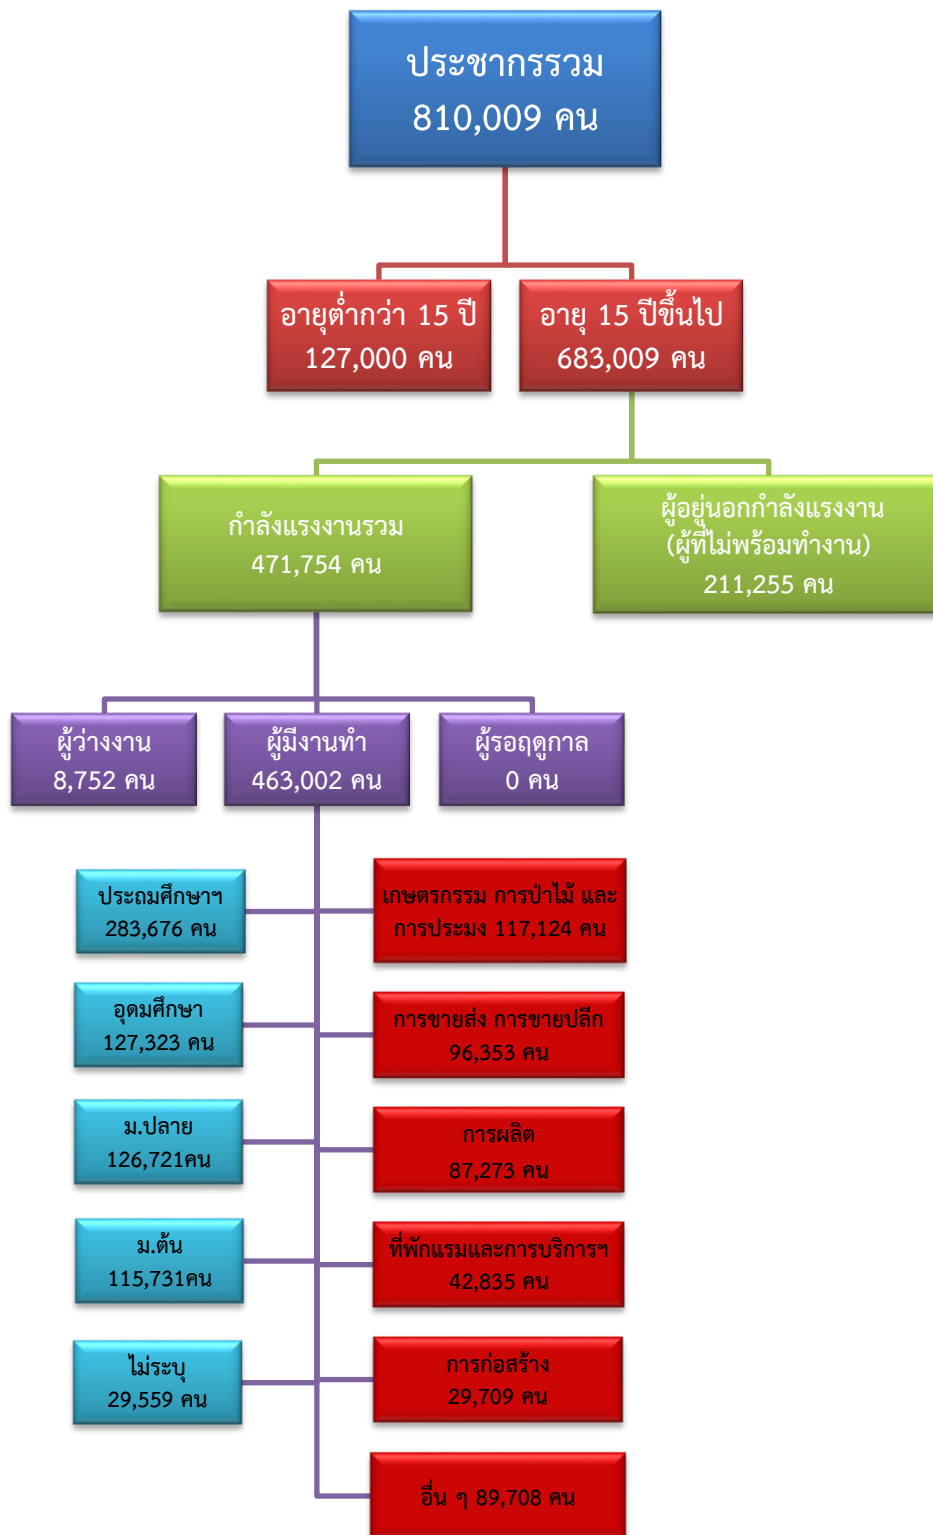 ประชากรรวม
810,009 คน
อายุต่ำกว่า 15 ปี
127,000 คน
อายุ 15 ปีขึ้นไป
683,009 คน
กำลังแรงงานรวม
471,754 คน
ผู้อยู่นอกกำลังแรงงาน
(ผู้ที่ไม่พร้อมทำงาน)
211,255 คน
ผู้ว่างงาน
8,752 คน
ผู้มีงานทำ
463,002 คน
ผู้รอฤดูกาล
0 คน
ประถมศึกษาฯ
283,676 คน
เกษตรกรรม การป่าไม้ และ
การประมง 117,124 คน
อุดมศึกษา
127,323 คน
การขายส่ง การขายปลีก
96,353 คน
ม.ปลาย
126,721คน
การผลิต
87,273 คน
ม.ต้น
115,731คน
ที่พักแรมและการบริการฯ
42,835 คน
ไม่ระบุ
29,559 คน
การก่อสร้าง
29,709 คน
อื่น ๆ 89,708 คน